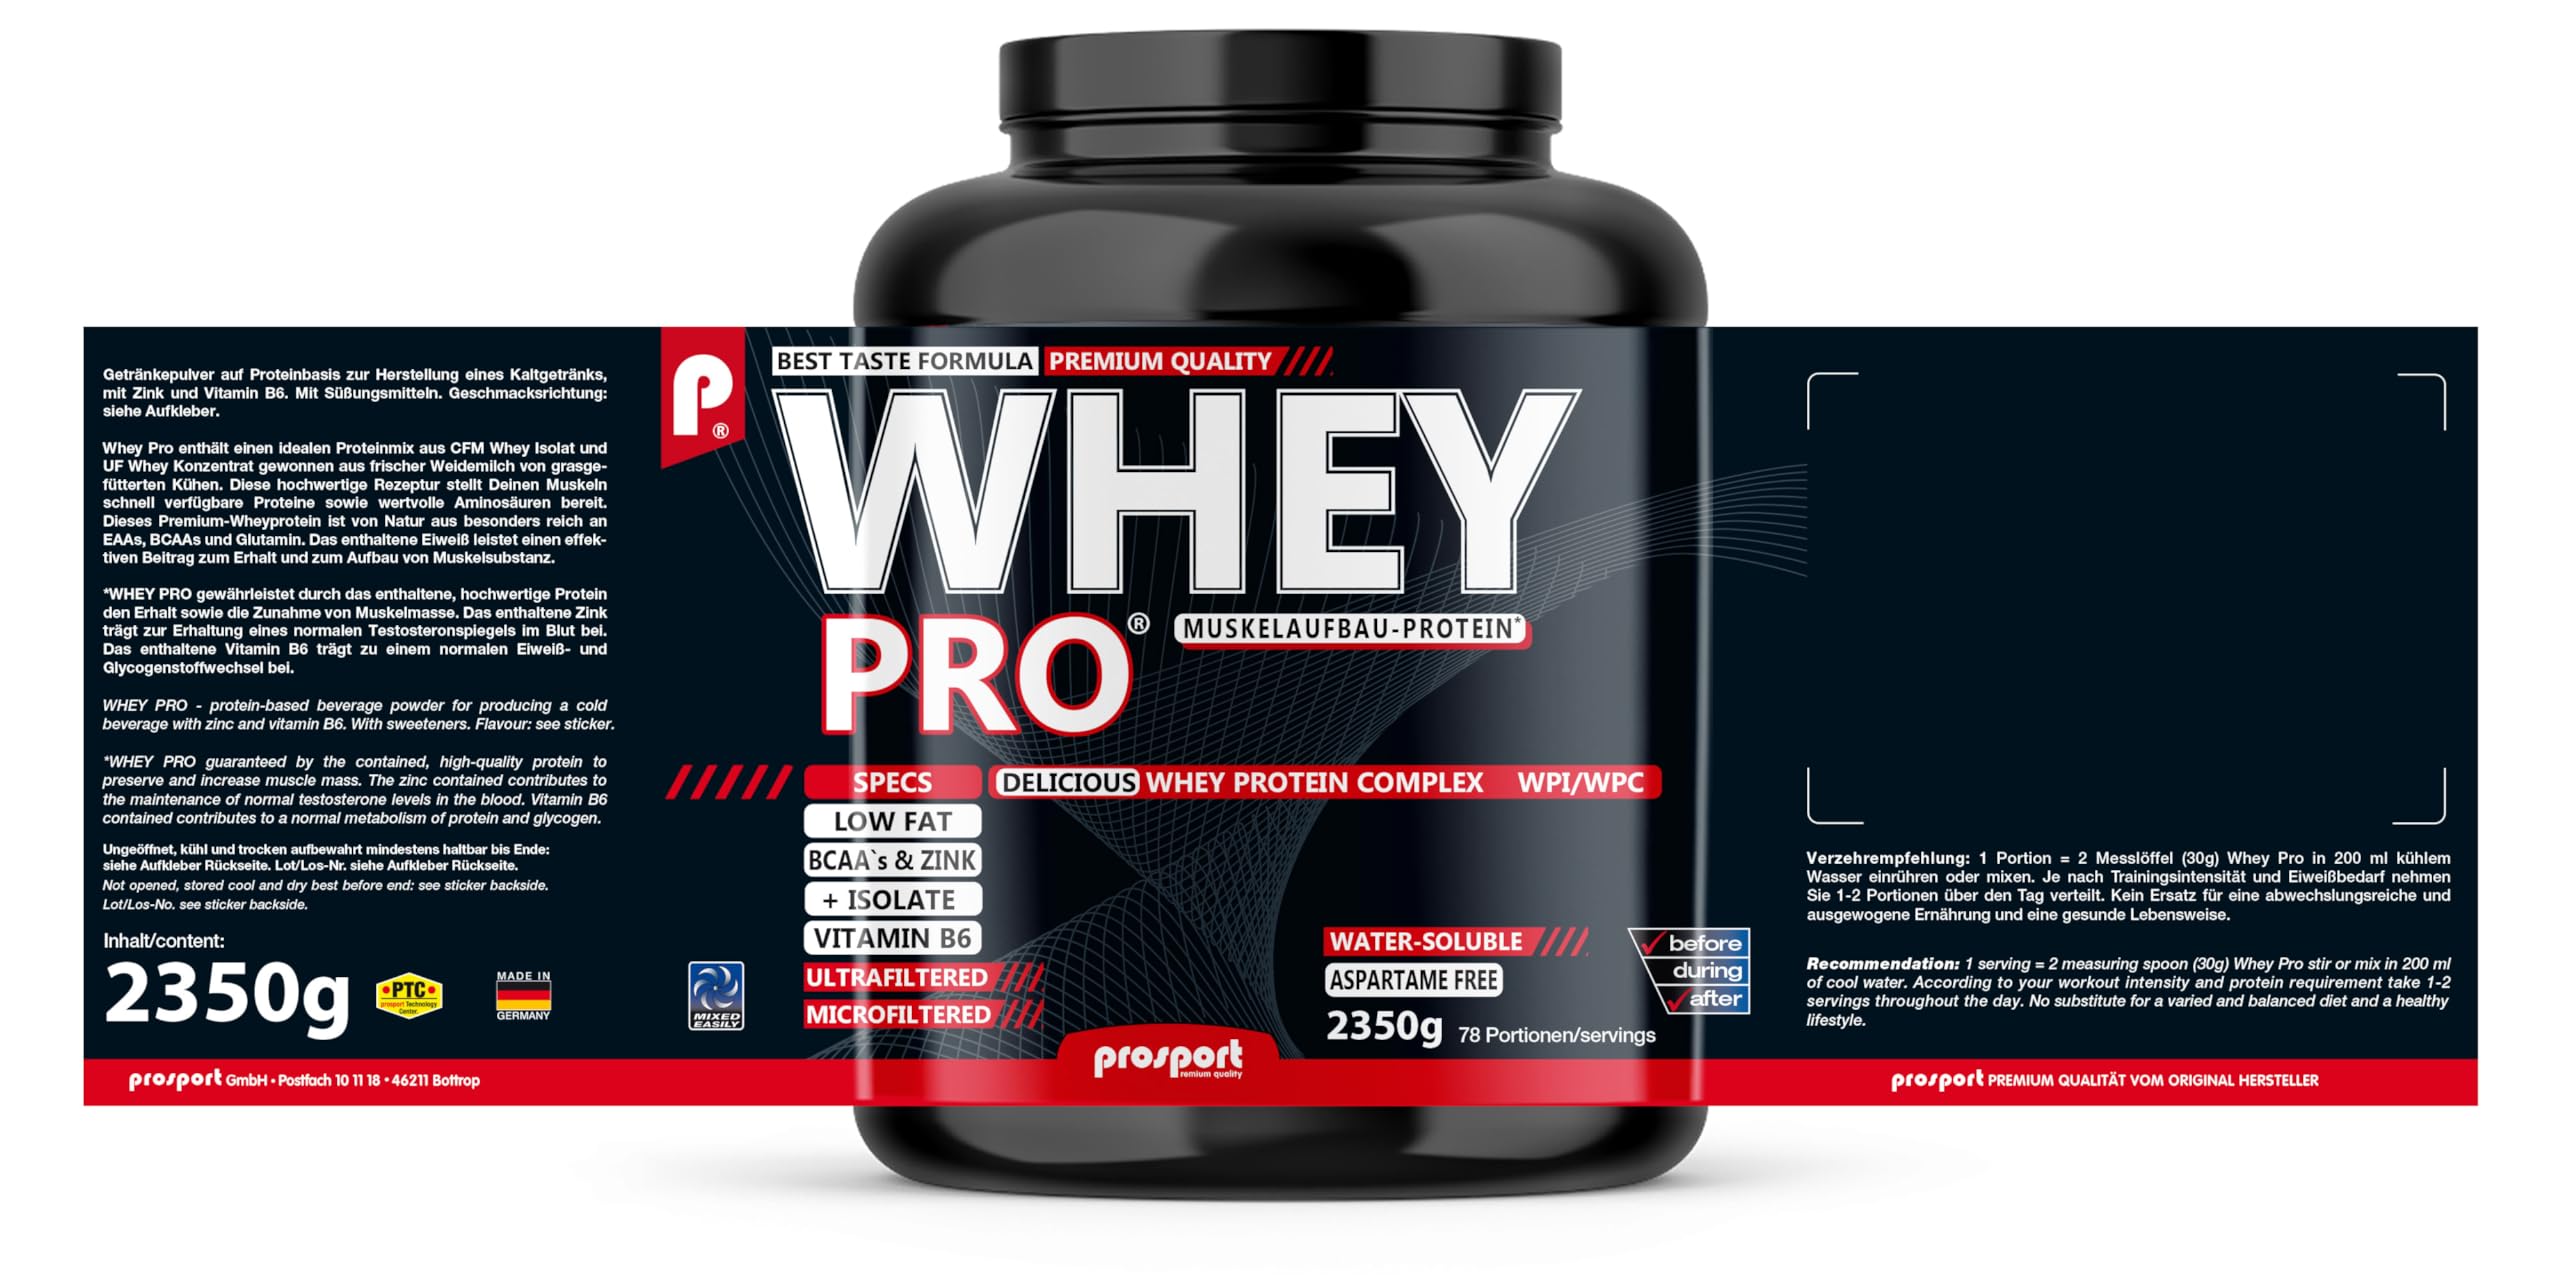 Getränkepulver auf Proteinbasis zur Herstellung eines Kaltgetränks,
mit Zink und Vitamin B6. Mit Süßungsmitteln. Geschmacksrichtung:
siehe Aufkleber.
Whey Pro enthält einen idealen Proteinmix aus CFM Whey Isolat und
UF Whey Konzentrat gewonnen aus frischer Weidemilch von grasge-
fütterten Kühen. Diese hochwertige Rezeptur stellt Deinen Muskeln
schnell verfügbare Proteine sowie wertvolle Aminosäuren bereit.
Dieses Premium-Wheyprotein ist von Natur aus besonders reich an
EAAs, BCAAs und Glutamin. Das enthaltene Eiweiß leistet einen effek-
tiven Beitrag zum Erhalt und zum Aufbau von Muskelsubstanz.
*WHEY PRO gewährleistet durch das enthaltene, hochwertige Protein
den Erhalt sowie die Zunahme von Muskelmasse. Das enthaltene Zink
trägt zur Erhaltung eines normalen Testosteronspiegels im Blut bei.
Das enthaltene Vitamin B6 trägt zu einem normalen Eiweiß- und
Glycogenstoffwechsel bei.
WHEY PRO - protein-based beverage powder for producing a cold
beverage with zinc and vitamin B6. With sweeteners. Flavour: see sticker.
*WHEY PRO guaranteed by the contained, high-quality protein to
preserve and increase muscle mass. The zinc contained contributes to
the maintenance of normal testosterone levels in the blood. Vitamin B6
contained contributes to a normal metabolism of protein and glycogen.
Ungeöffnet, kühl und trocken aufbewahrt mindestens haltbar bis Ende:
siehe Aufkleber Rückseite. Lot/Los-Nr. siehe Aufkleber Rückseite.
Not opened, stored cool and dry best before end: see sticker backside.
Lot/Los-No. see sticker backside.
Inhalt/content:
2350g
PTC
prosport Technology
Center.
MADE IN
GERMANY
prosport GmbH • Postfach 10 11 18 • 46211 Bottrop
P®
BEST TASTE FORMULA PREMIUM QUALITY
WHEY
PRO®
MUSKELAUFBAU-PROTEIN*
SPECS
DELICIOUS WHEY PROTEIN COMPLEX WPI/WPC
LOW FAT
BCAA`s & ZINK
+ ISOLATE
VITAMIN B6
ULTRAFILTERED
MICROFILTERED
MIXED
EASILY
WATER-SOLUBLE
ASPARTAME FREE
2350g 78 Portionen/servings
before
during
after
prosport
remium quality
Verzehrempfehlung: 1 Portion = 2 Messlöffel (30g) Whey Pro in 200 ml kühlem
Wasser einrühren oder mixen. Je nach Trainingsintensität und Eiweißbedarf nehmen
Sie 1-2 Portionen über den Tag verteilt. Kein Ersatz für eine abwechslungsreiche und
ausgewogene Ernährung und eine gesunde Lebensweise.
Recommendation: 1 serving = 2 measuring spoon (30g) Whey Pro stir or mix in 200 ml
of cool water. According to your workout intensity and protein requirement take 1-2
servings throughout the day. No substitute for a varied and balanced diet and a healthy
lifestyle.
prosport PREMIUM QUALITÄT VOM ORIGINAL HERSTELLER